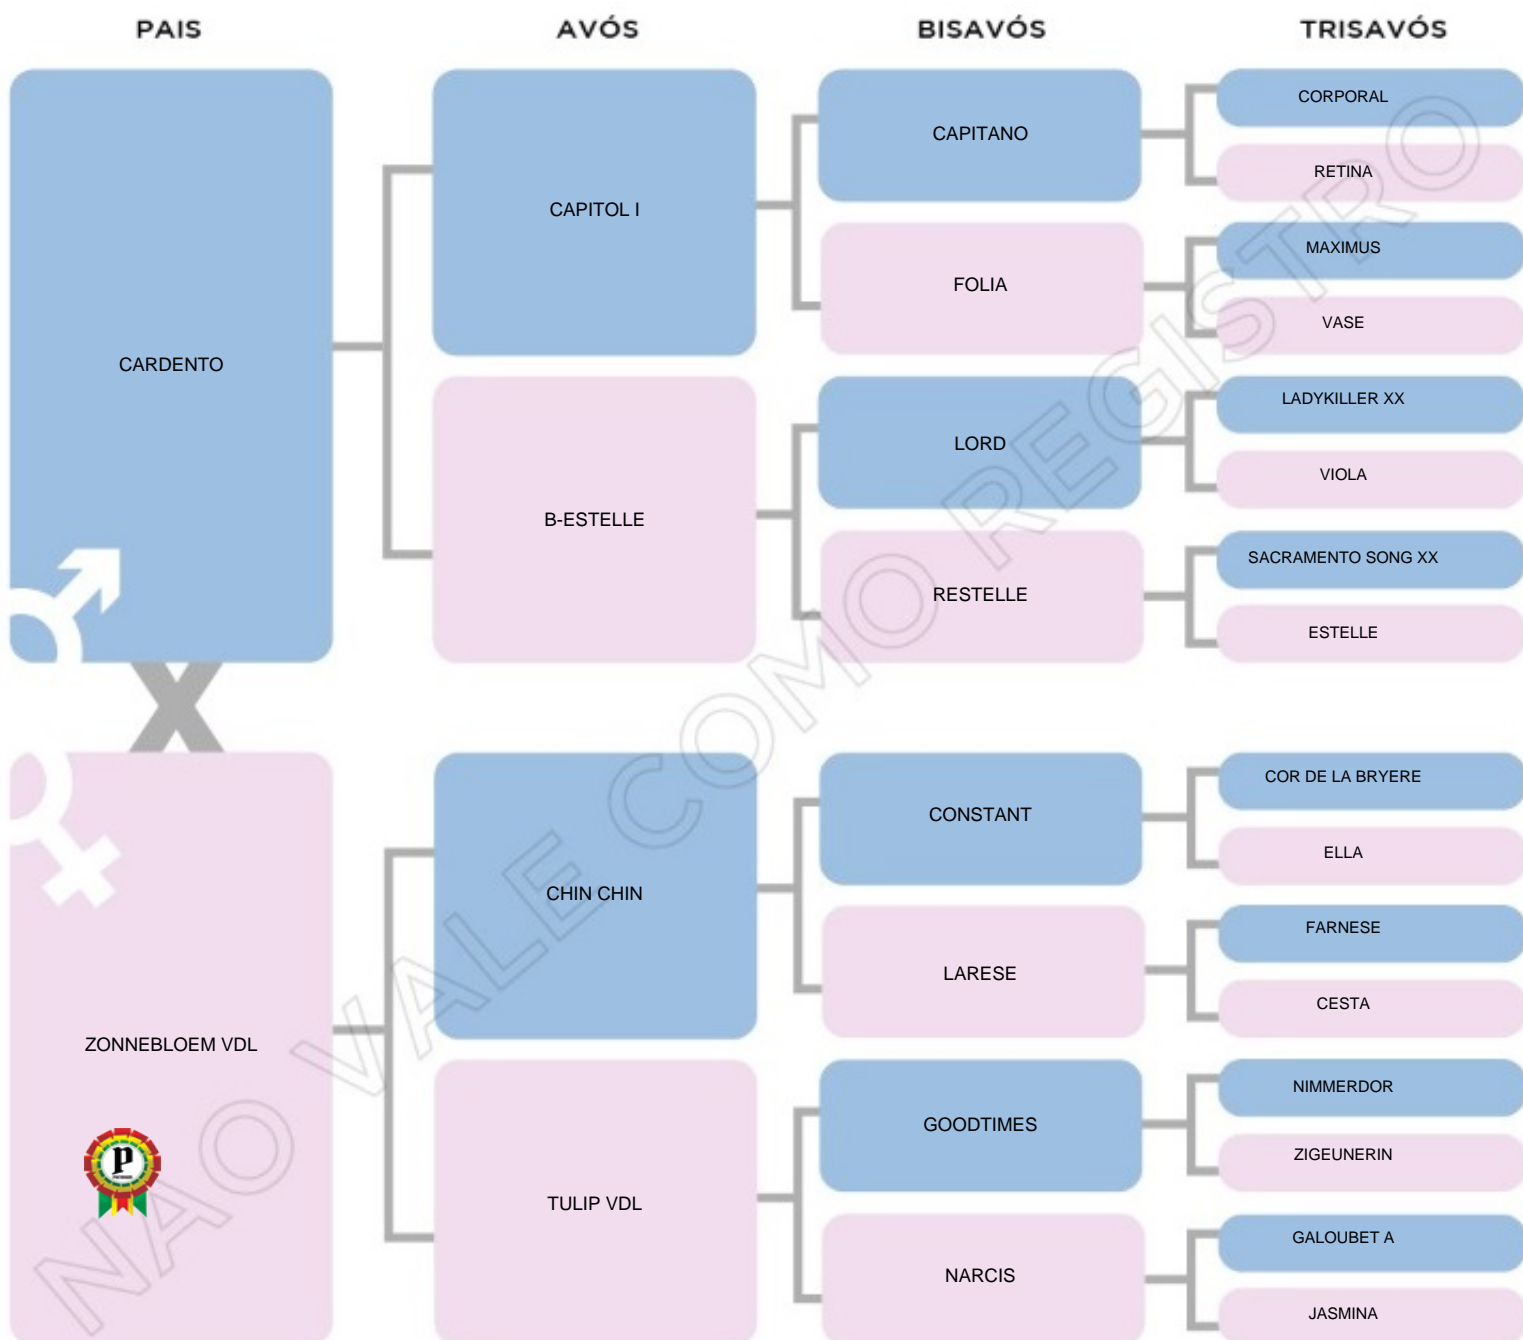 PAIS
AVÓS
BISAVÓS
TRISAVÓS
CARDENTO
CAPITOL I
B-ESTELLE
CAPITANO
FOLIA
LORD
RESTELLE
CORPORAL
RETINA
MAXIMUS
VASE
LADYKILLER XX
VIOLA
SACRAMENTO SONG XX
ESTELLE
X
ZONNEBLOEM VDL
P
CHIN CHIN
TULIP VDL
CONSTANT
LARESE
GOODTIMES
NARCIS
COR DE LA BRYERE
ELLA
FARNESE
CESTA
NIMMERDOR
ZIGEUNERIN
GALOUBET A
JASMINA
NAO VALE COMO REGISTRO